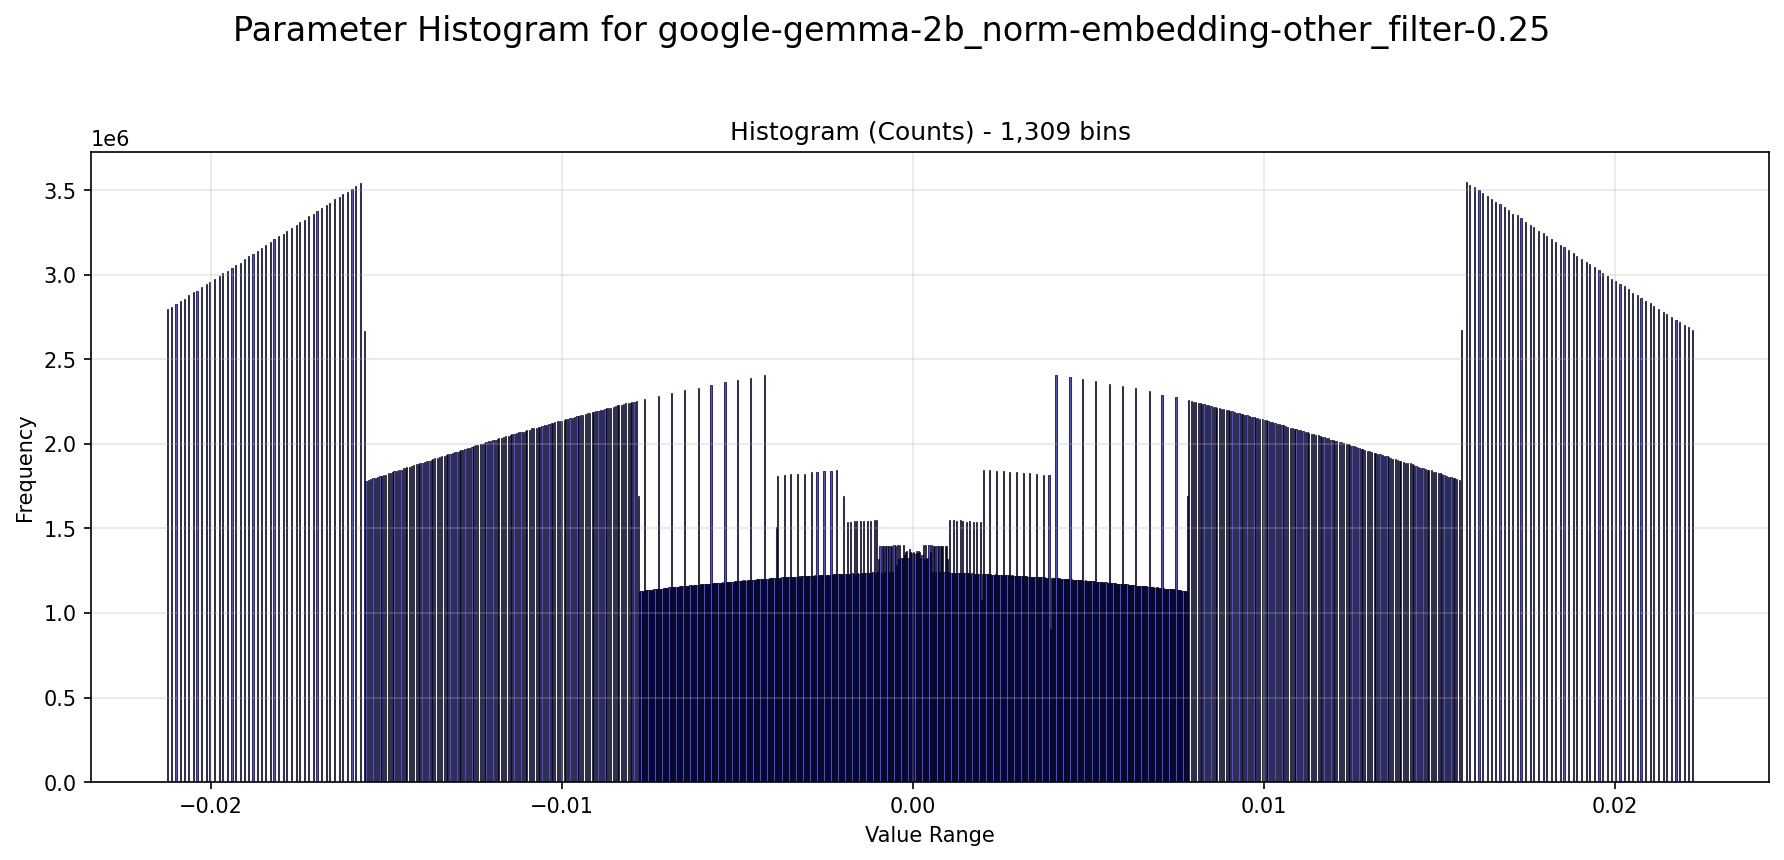 Parameter Histogram for google-gemma-2b_norm-embedding-other_filter-0.25
Histogram (Counts) - 1,309 bins
1e6
3.5
3.0
2.5
2.0
1.5
1.0
0.5
0.0
Frequency
−0.02 −0.01 0.00 0.01 0.02
Value Range